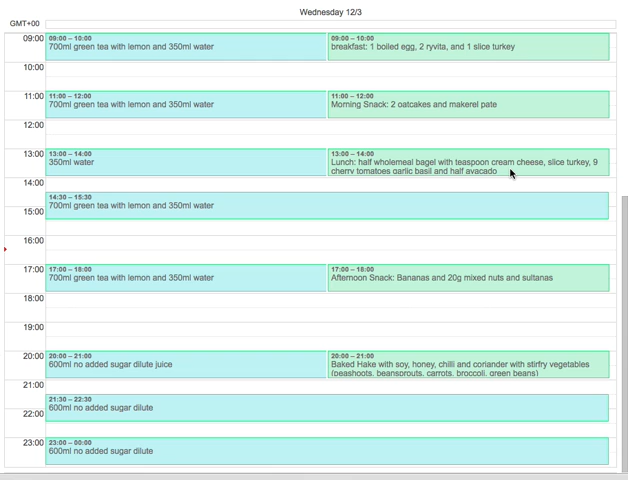 Wednesday 12/3
GMT+00
09:00
09:00 – 10:00
700ml green tea with lemon and 350ml water
09:00 – 10:00
breakfast: 1 boiled egg, 2 ryvita, and 1 slice turkey
10:00
11:00
11:00 – 12:00
700ml green tea with lemon and 350ml water
11:00 – 12:00
Morning Snack: 2 oatcakes and makerel pate
12:00
13:00
13:00 – 14:00
350ml water
13:00 – 14:00
Lunch: half wholemeal bagel with teaspoon cream cheese, slice turkey, 9
cherry tomatoes garlic basil and half avacado
14:00
14:30 – 15:30
700ml green tea with lemon and 350ml water
15:00
16:00
17:00
17:00 – 18:00
700ml green tea with lemon and 350ml water
17:00 – 18:00
Afternoon Snack: Bananas and 20g mixed nuts and sultanas
18:00
19:00
20:00
20:00 – 21:00
600ml no added sugar dilute juice
20:00 – 21:00
Baked Hake with soy, honey, chilli and coriander with stirfry vegetables
(beashoots, beansprouts, carrots, broccoli, green beans)
21:00
21:30 – 22:30
600ml no added sugar dilute
22:00
23:00
23:00 – 00:00
600ml no added sugar dilute